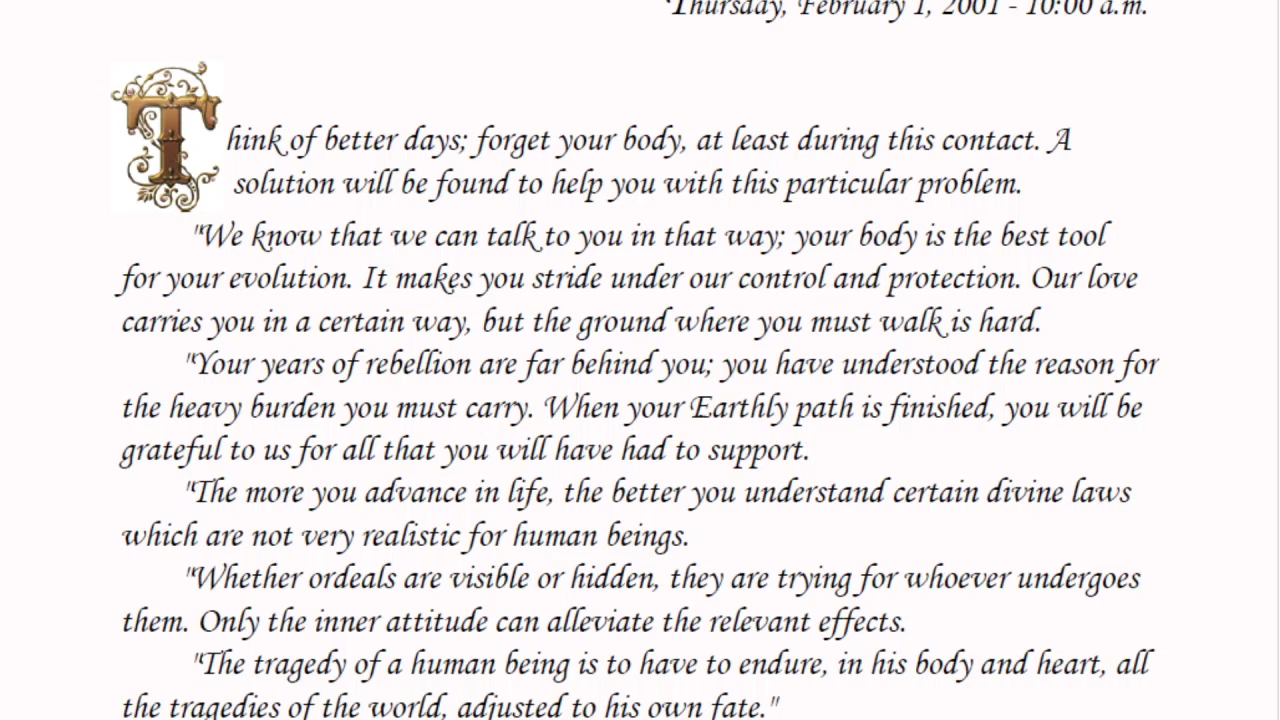 Thursday, February 1, 2001 - 10:00 a.m.
Think of better days; forget your body, at least during this contact. A
solution will be found to help you with this particular problem.
"We know that we can talk to you in that way; your body is the best tool
for your evolution. It makes you stride under our control and protection. Our love
carries you in a certain way, but the ground where you must walk is hard.
"Your years of rebellion are far behind you; you have understood the reason for
the heavy burden you must carry. When your Earthly path is finished, you will be
grateful to us for all that you will have had to support.
"The more you advance in life, the better you understand certain divine laws
which are not very realistic for human beings.
"Whether ordeals are visible or hidden, they are trying for whoever undergoes
them. Only the inner attitude can alleviate the relevant effects.
"The tragedy of a human being is to have to endure, in his body and heart, all
the tragedies of the world, adjusted to his own fate."